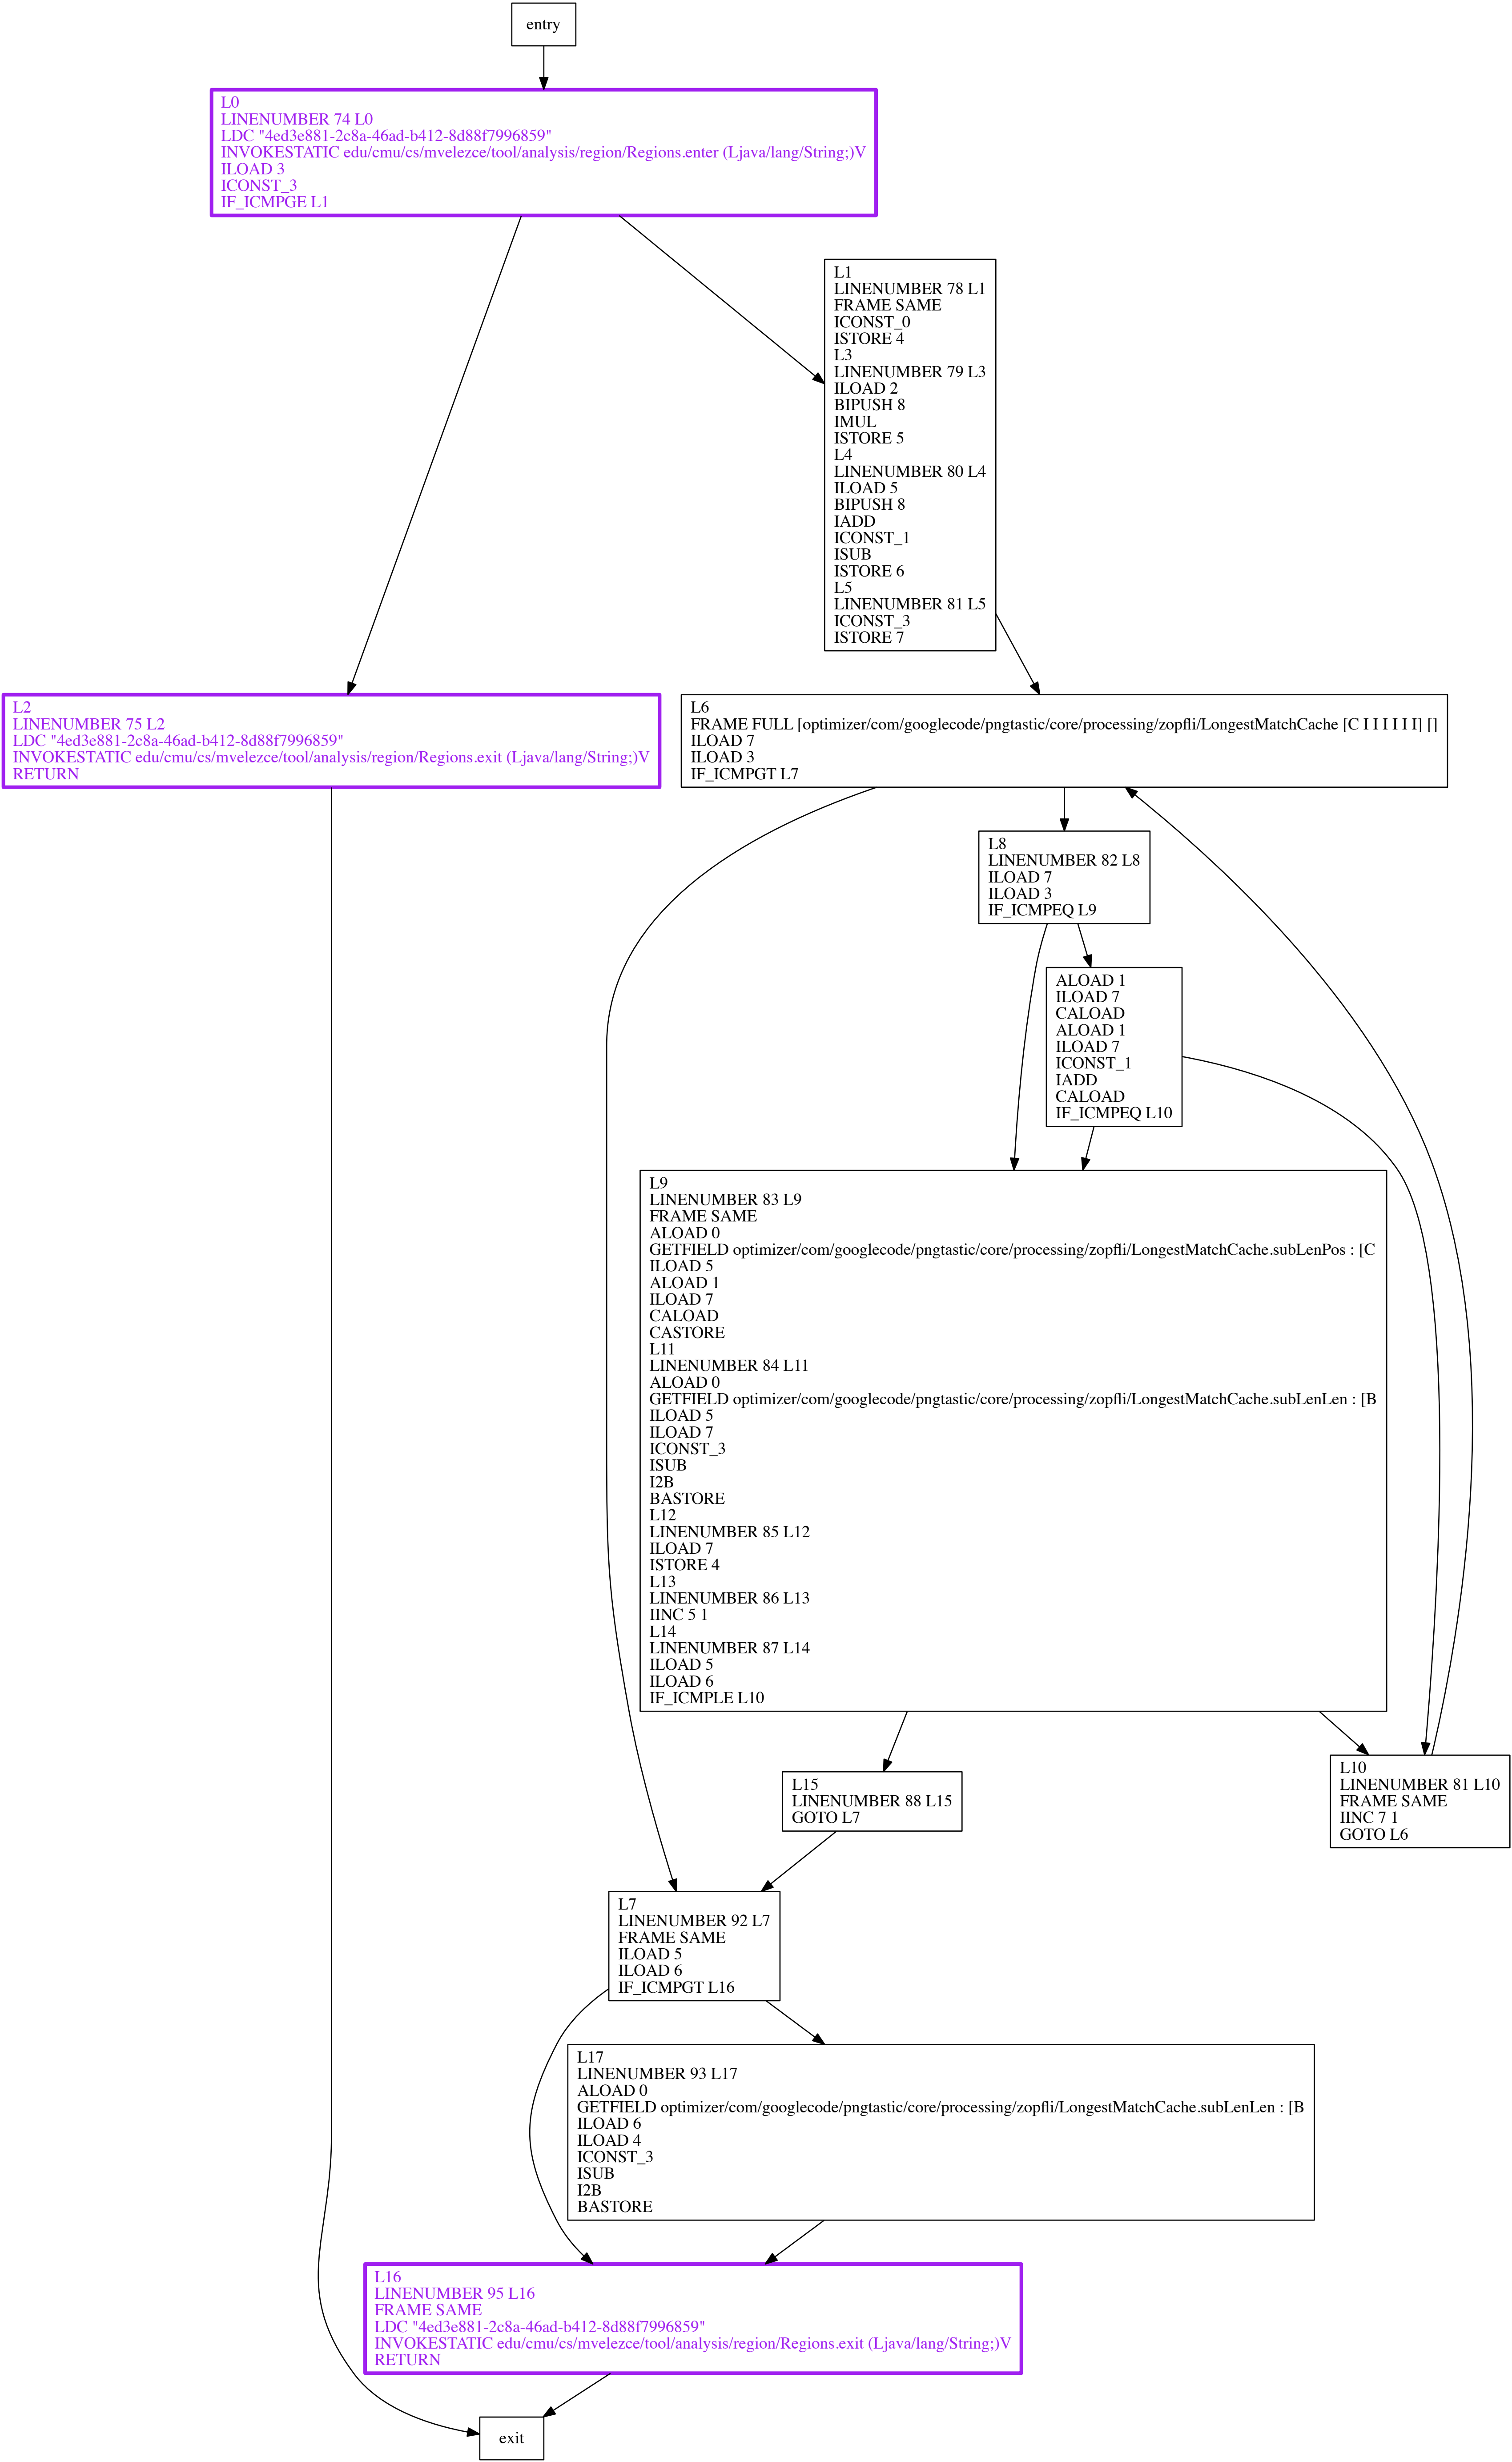 entry
L0
LINENUMBER 74 L0
LDC "4ed3e881-2c8a-46ad-b412-8d88f7996859"
INVOKESTATIC edu/cmu/cs/mvelezce/tool/analysis/region/Regions.enter (Ljava/lang/String;)V
ILOAD 3
ICONST_3
IF_ICMPGE L1
L1
LINENUMBER 78 L1
FRAME SAME
ICONST_0
ISTORE 4
L3
LINENUMBER 79 L3
ILOAD 2
BIPUSH 8
IMUL
ISTORE 5
L4
LINENUMBER 80 L4
ILOAD 5
BIPUSH 8
IADD
ICONST_1
ISUB
ISTORE 6
L5
LINENUMBER 81 L5
ICONST_3
ISTORE 7
L2
LINENUMBER 75 L2
LDC "4ed3e881-2c8a-46ad-b412-8d88f7996859"
INVOKESTATIC edu/cmu/cs/mvelezce/tool/analysis/region/Regions.exit (Ljava/lang/String;)V
RETURN
L6
FRAME FULL [optimizer/com/googlecode/pngtastic/core/processing/zopfli/LongestMatchCache [C I I I I I I] []
ILOAD 7
ILOAD 3
IF_ICMPGT L7
L8
LINENUMBER 82 L8
ILOAD 7
ILOAD 3
IF_ICMPEQ L9
ALOAD 1
ILOAD 7
CALOAD
ALOAD 1
ILOAD 7
ICONST_1
IADD
CALOAD
IF_ICMPEQ L10
L9
LINENUMBER 83 L9
FRAME SAME
ALOAD 0
GETFIELD optimizer/com/googlecode/pngtastic/core/processing/zopfli/LongestMatchCache.subLenPos : [C
ILOAD 5
ALOAD 1
ILOAD 7
CALOAD
CASTORE
L11
LINENUMBER 84 L11
ALOAD 0
GETFIELD optimizer/com/googlecode/pngtastic/core/processing/zopfli/LongestMatchCache.subLenLen : [B
ILOAD 5
ILOAD 7
ICONST_3
ISUB
I2B
BASTORE
L12
LINENUMBER 85 L12
ILOAD 7
ISTORE 4
L13
LINENUMBER 86 L13
IINC 5 1
L14
LINENUMBER 87 L14
ILOAD 5
ILOAD 6
IF_ICMPLE L10
L15
LINENUMBER 88 L15
GOTO L7
L10
LINENUMBER 81 L10
FRAME SAME
IINC 7 1
GOTO L6
L7
LINENUMBER 92 L7
FRAME SAME
ILOAD 5
ILOAD 6
IF_ICMPGT L16
L17
LINENUMBER 93 L17
ALOAD 0
GETFIELD optimizer/com/googlecode/pngtastic/core/processing/zopfli/LongestMatchCache.subLenLen : [B
ILOAD 6
ILOAD 4
ICONST_3
ISUB
I2B
BASTORE
L16
LINENUMBER 95 L16
FRAME SAME
LDC "4ed3e881-2c8a-46ad-b412-8d88f7996859"
INVOKESTATIC edu/cmu/cs/mvelezce/tool/analysis/region/Regions.exit (Ljava/lang/String;)V
RETURN
exit